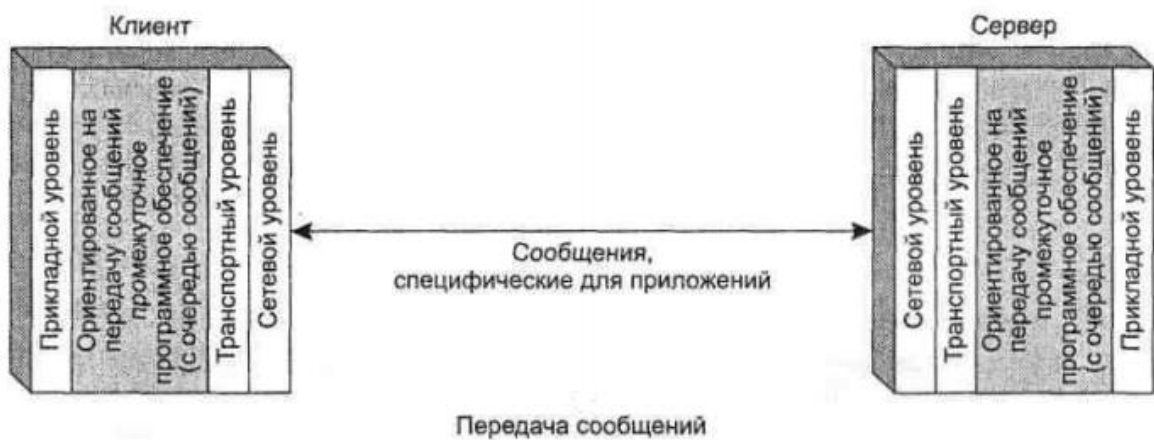 Клиент
Сервер
Прикладной уровень
Ориентированное на
передачу сообщений
промежуточное
программное обеспечение
(с очередью сообщений)
Транспортный уровень
Сетевой уровень
Сообщения,
специфические для приложений
Сетевой уровень
Транспортный уровень
Ориентированное на
передачу сообщений
промежуточное
программное обеспечение
(с очередью сообщений)
Прикладной уровень
Передача сообщений